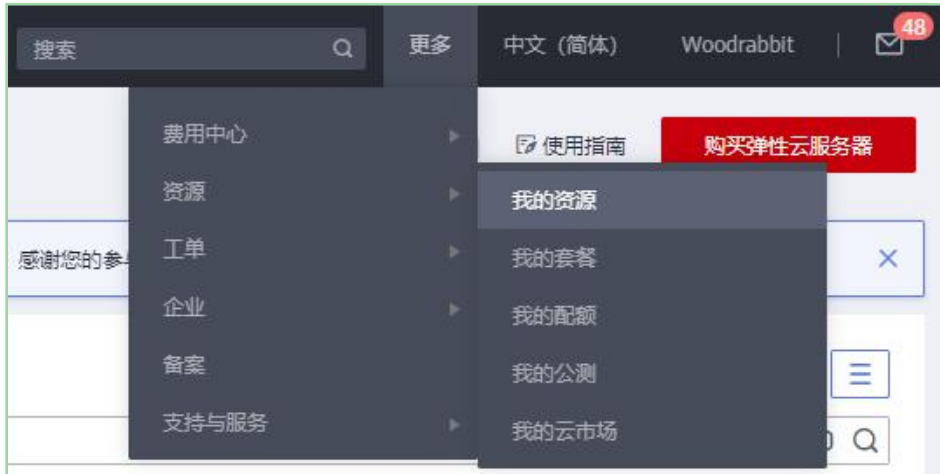 搜索
更多
中文（简体）
Woodrabbit
48
费用中心
使用指南
购买弹性云服务器
资源
我的资源
感谢您的参
工单
我的套餐
企业
我的配额
备案
我的公测
支持与服务
我的云市场